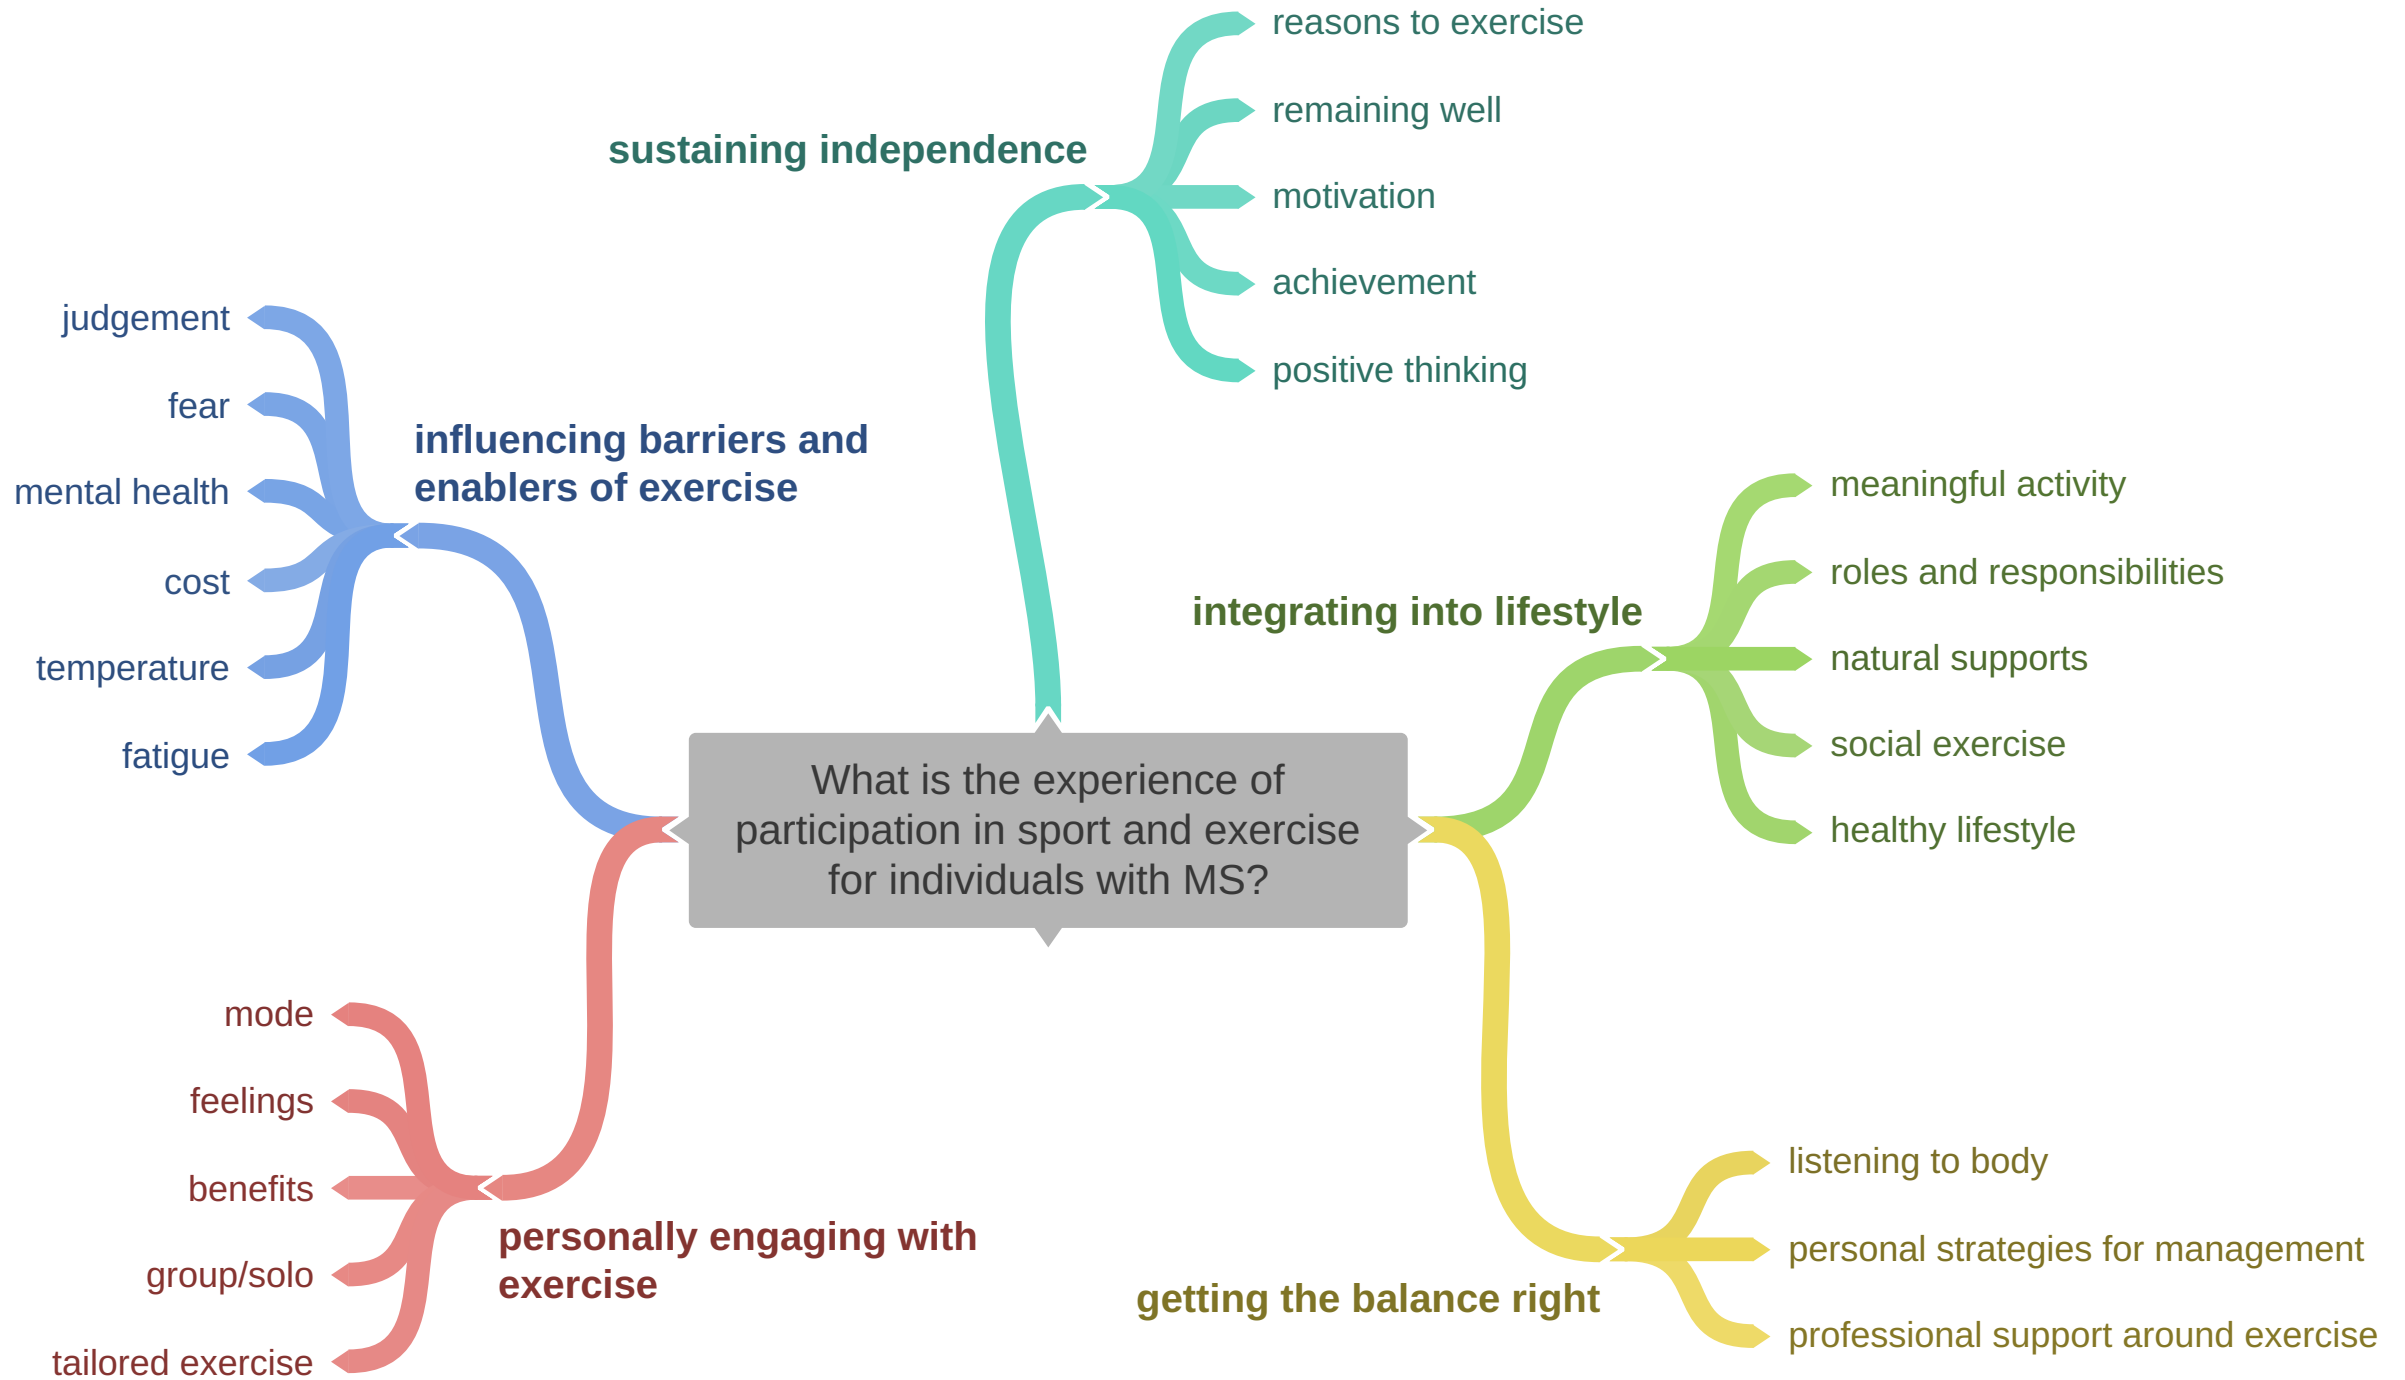 What is the experience of
participation in sport and exercise
for individuals with MS?
sustaining independence
reasons to exercise
remaining well
motivation
achievement
positive thinking
integrating into lifestyle
meaningful activity
roles and responsibilities
natural supports
social exercise
healthy lifestyle
getting the balance right
listening to body
personal strategies for management
professional support around exercise
personally engaging with
exercise
mode
feelings
benefits
group/solo
tailored exercise
influencing barriers and
enablers of exercise
judgement
fear
mental health
cost
temperature
fatigue